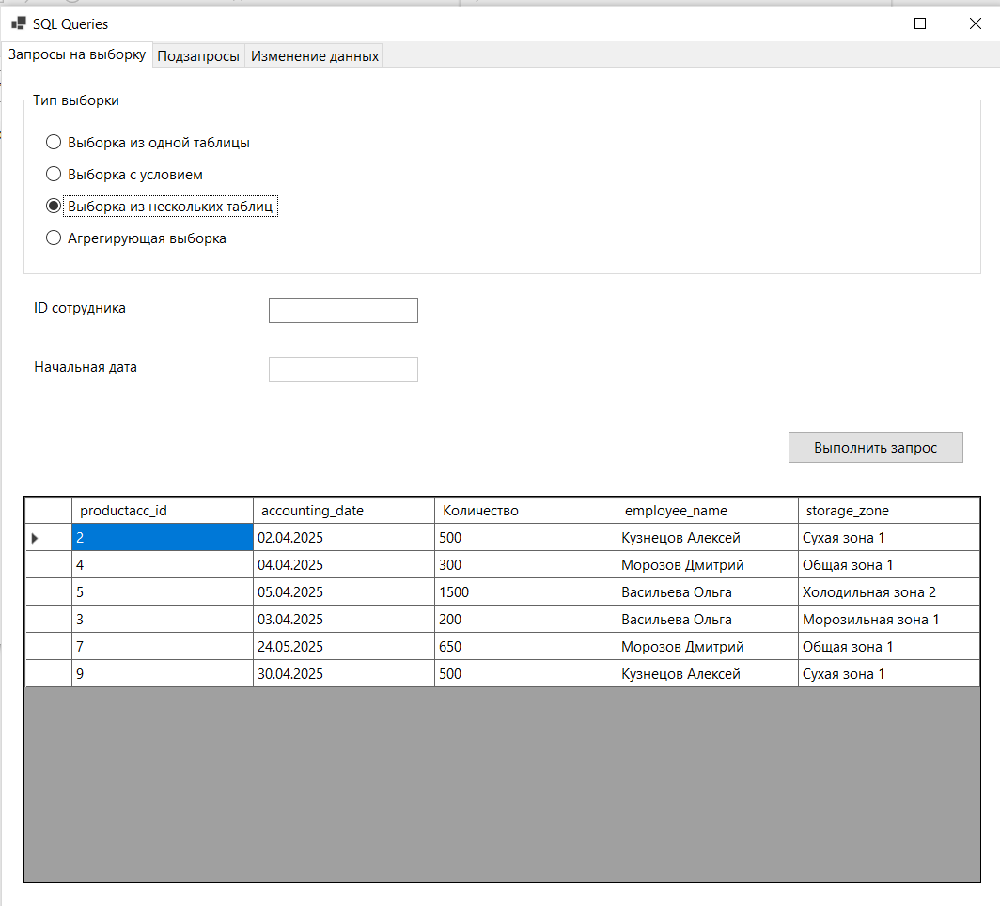 SQL Queries
Запросы на выборку Подзапросы Изменение данных
Тип выборки
Выборка из одной таблицы
Выборка с условием
Выборка из нескольких таблиц
Агрегирующая выборка
ID сотрудника
Начальная дата
Выполнить запрос
productacc_id accounting_date Количество employee_name storage_zone
2 02.04.2025 500 Кузнецов Алексей Сухая зона 1
4 04.04.2025 300 Морозов Дмитрий Общая зона 1
5 05.04.2025 1500 Васильева Ольга Холодильная зона 2
3 03.04.2025 200 Васильева Ольга Морозильная зона 1
7 24.05.2025 650 Морозов Дмитрий Общая зона 1
9 30.04.2025 500 Кузнецов Алексей Сухая зона 1